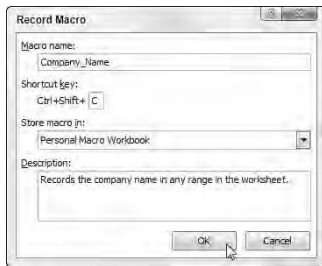 Record Macro
Macro name:
Company_Name
Shortcut key:
Ctrl+Shift+ C
Store macro in:
Personal Macro Workbook
Description:
Records the company name in any range in the worksheet.
OK Cancel